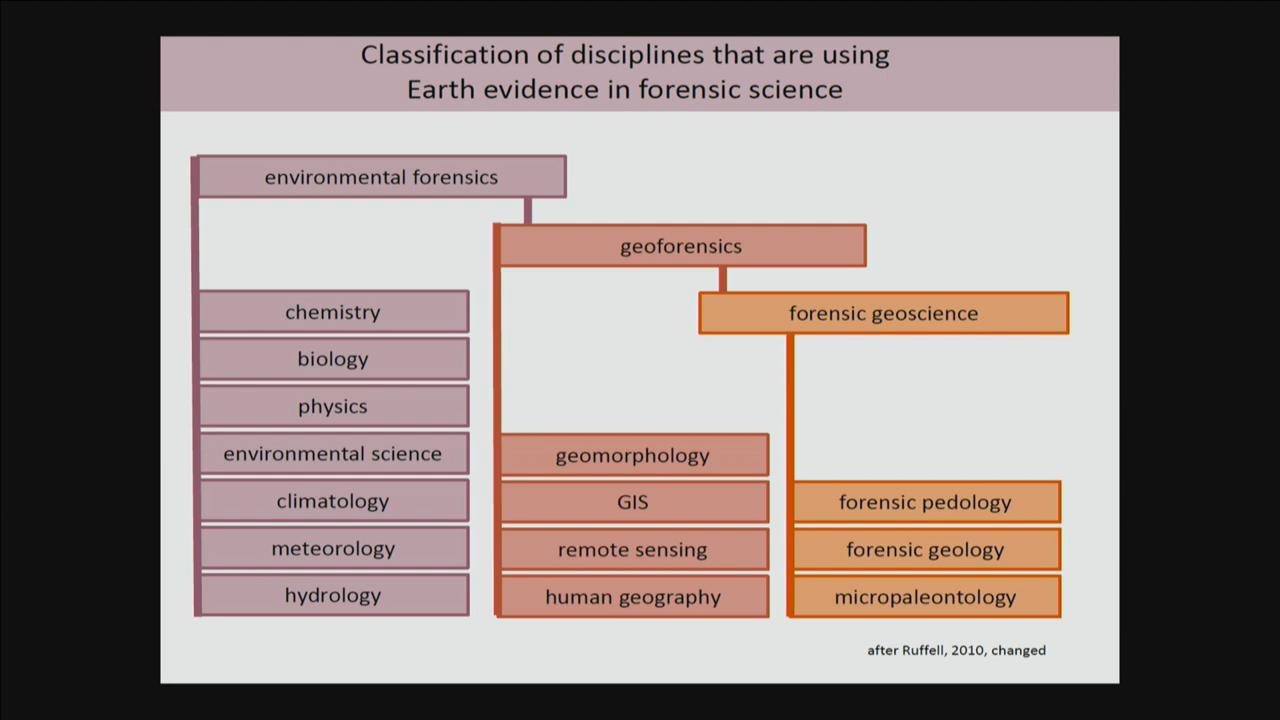 Classification of disciplines that are using
Earth evidence in forensic science
environmental forensics
geoforensics
forensic geoscience
chemistry
biology
physics
environmental science
climatology
meteorology
hydrology
geomorphology
GIS
remote sensing
human geography
forensic pedology
forensic geology
micropaleontology
after Ruffell, 2010, changed